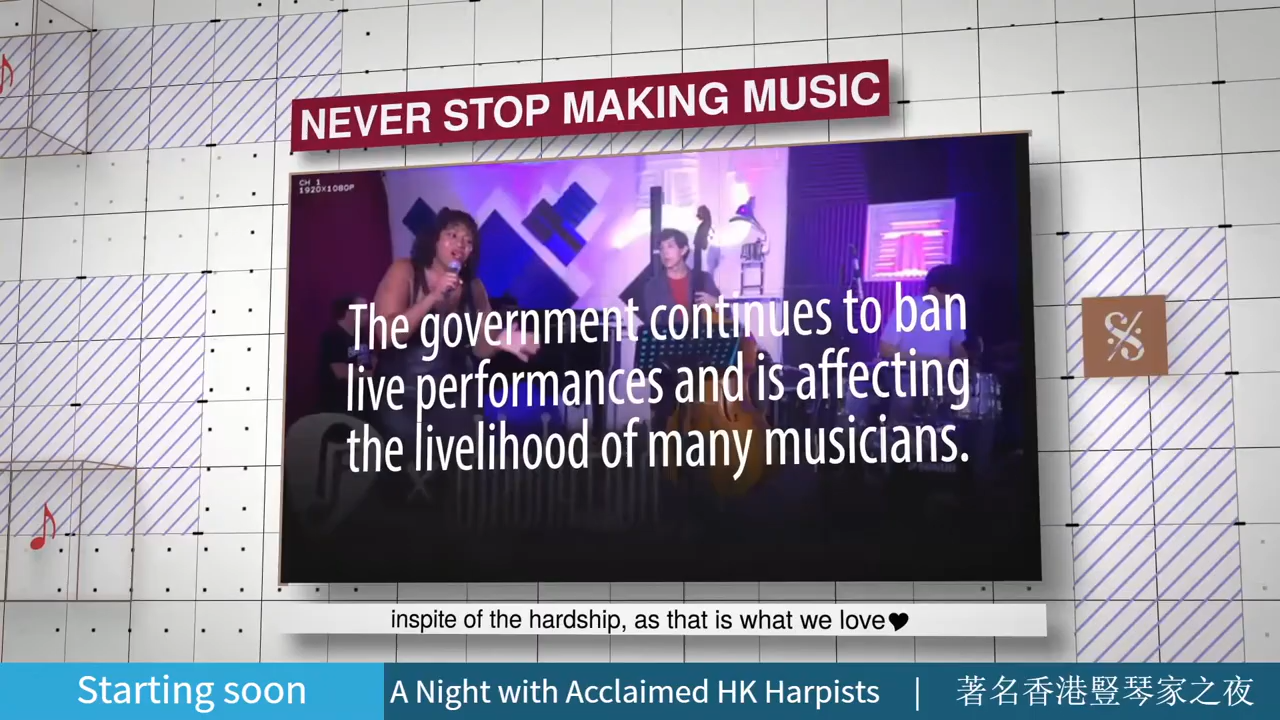 NEVER STOP MAKING MUSIC
CH 1
1920X1080P
The government continues to ban
live performances and is affecting
the livelihood of many musicians.
inspite of the hardship, as that is what we love
Starting soon
A Night with Acclaimed HK Harpists | 著名香港豎琴家之夜